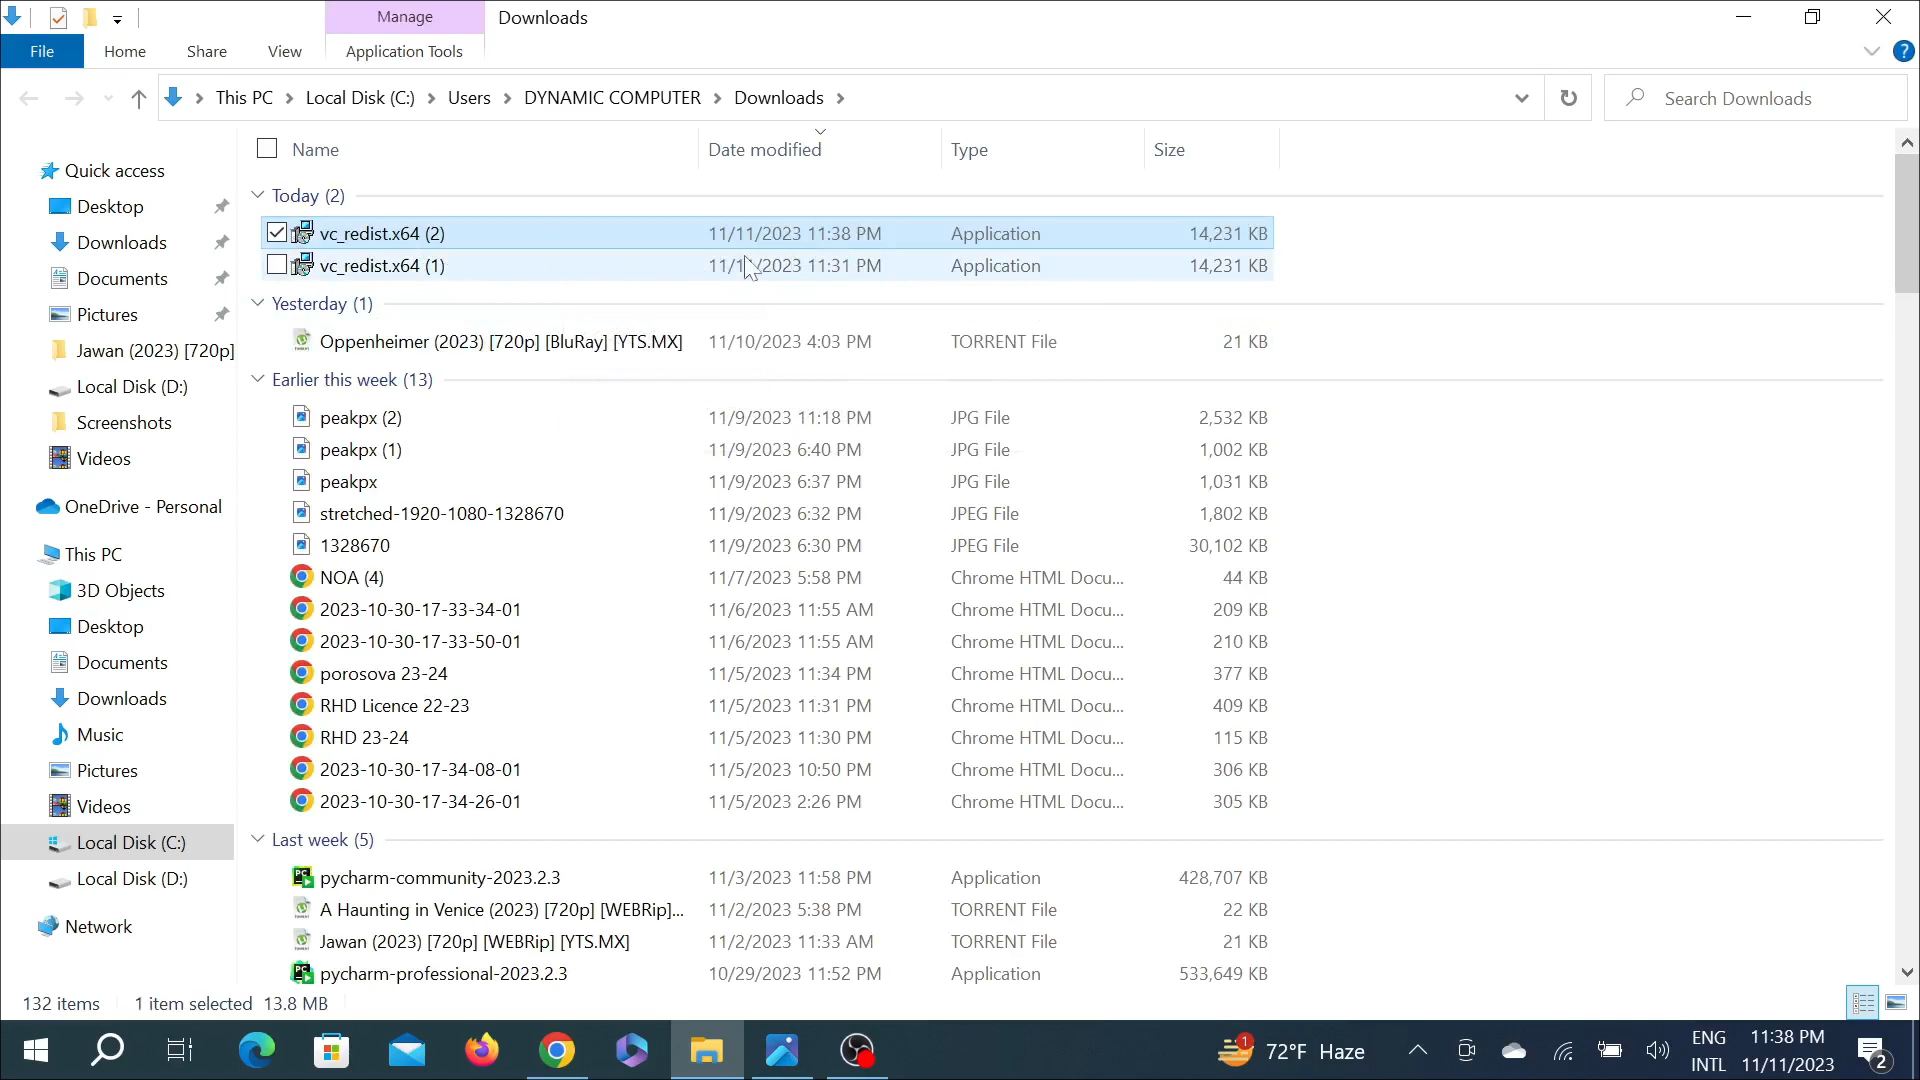 Manage
Downloads
File
Home
Share
View
Application Tools
This PC
Local Disk (C:)
Users
DYNAMIC COMPUTER
Downloads
Search Downloads
Name
Date modified
Type
Size
Quick access
Desktop
Downloads
Documents
Pictures
Jawan (2023) [720p]
Local Disk (D:)
Screenshots
Videos
OneDrive - Personal
This PC
3D Objects
Desktop
Documents
Downloads
Music
Pictures
Videos
Local Disk (C:)
Local Disk (D:)
Network
Today (2)
vc_redist.x64 (2) 11/11/2023 11:38 PM Application 14,231 KB
vc_redist.x64 (1) 11/11/2023 11:31 PM Application 14,231 KB
Yesterday (1)
Oppenheimer (2023) [720p] [BluRay] [YTS.MX] 11/10/2023 4:03 PM TORRENT File 21 KB
Earlier this week (13)
peakpx (2) 11/9/2023 11:18 PM JPG File 2,532 KB
peakpx (1) 11/9/2023 6:40 PM JPG File 1,002 KB
peakpx 11/9/2023 6:37 PM JPG File 1,031 KB
stretched-1920-1080-1328670 11/9/2023 6:32 PM JPEG File 1,802 KB
1328670 11/9/2023 6:30 PM JPEG File 30,102 KB
NOA (4) 11/7/2023 5:58 PM Chrome HTML Docu... 44 KB
2023-10-30-17-33-34-01 11/6/2023 11:55 AM Chrome HTML Docu... 209 KB
2023-10-30-17-33-50-01 11/6/2023 11:55 AM Chrome HTML Docu... 210 KB
porosova 23-24 11/5/2023 11:34 PM Chrome HTML Docu... 377 KB
RHD Licence 22-23 11/5/2023 11:31 PM Chrome HTML Docu... 409 KB
RHD 23-24 11/5/2023 11:30 PM Chrome HTML Docu... 115 KB
2023-10-30-17-34-08-01 11/5/2023 10:50 PM Chrome HTML Docu... 306 KB
2023-10-30-17-34-26-01 11/5/2023 2:26 PM Chrome HTML Docu... 305 KB
Last week (5)
pycharm-community-2023.2.3 11/3/2023 11:58 PM Application 428,707 KB
A Haunting in Venice (2023) [720p] [WEBRip]... 11/2/2023 5:38 PM TORRENT File 22 KB
Jawan (2023) [720p] [WEBRip] [YTS.MX] 11/2/2023 11:33 AM TORRENT File 21 KB
pycharm-professional-2023.2.3 10/29/2023 11:52 PM Application 533,649 KB
132 items 1 item selected 13.8 MB
1
72°F Haze
ENG
INTL
11:38 PM
11/11/2023
2